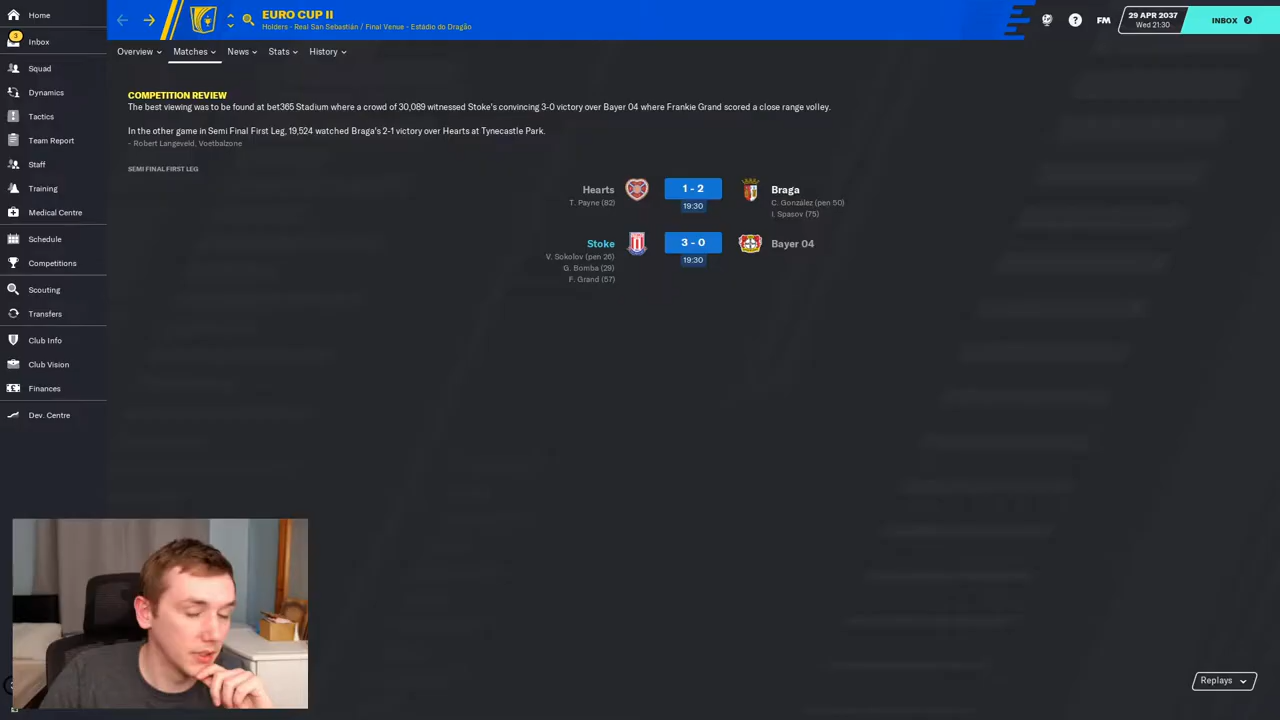 Home
3
Inbox
Squad
Dynamics
Tactics
Team Report
Staff
Training
Medical Centre
Schedule
Competitions
Scouting
Transfers
Club Info
Club Vision
Finances
Dev. Centre
EURO CUP II
Holders - Real San Sebastián / Final Venue - Estádio do Dragão
?
FM
29 APR 2037
Wed 21:30
INBOX
Overview
Matches
News
Stats
History
COMPETITION REVIEW
The best viewing was to be found at bet365 Stadium where a crowd of 30,089 witnessed Stoke's convincing 3-0 victory over Bayer 04 where Frankie Grand scored a close range volley.
In the other game in Semi Final First Leg, 19,524 watched Braga's 2-1 victory over Hearts at Tynecastle Park.
- Robert Langeveld, Voetbalzone
SEMI FINAL FIRST LEG
Hearts 1 - 2 Braga
T. Payne (82) 19:30 C. González (pen 50)
I. Spasov (75)
Stoke 3 - 0 Bayer 04
V. Sokolov (pen 26) 19:30
G. Bomba (29)
F. Grand (57)
Replays